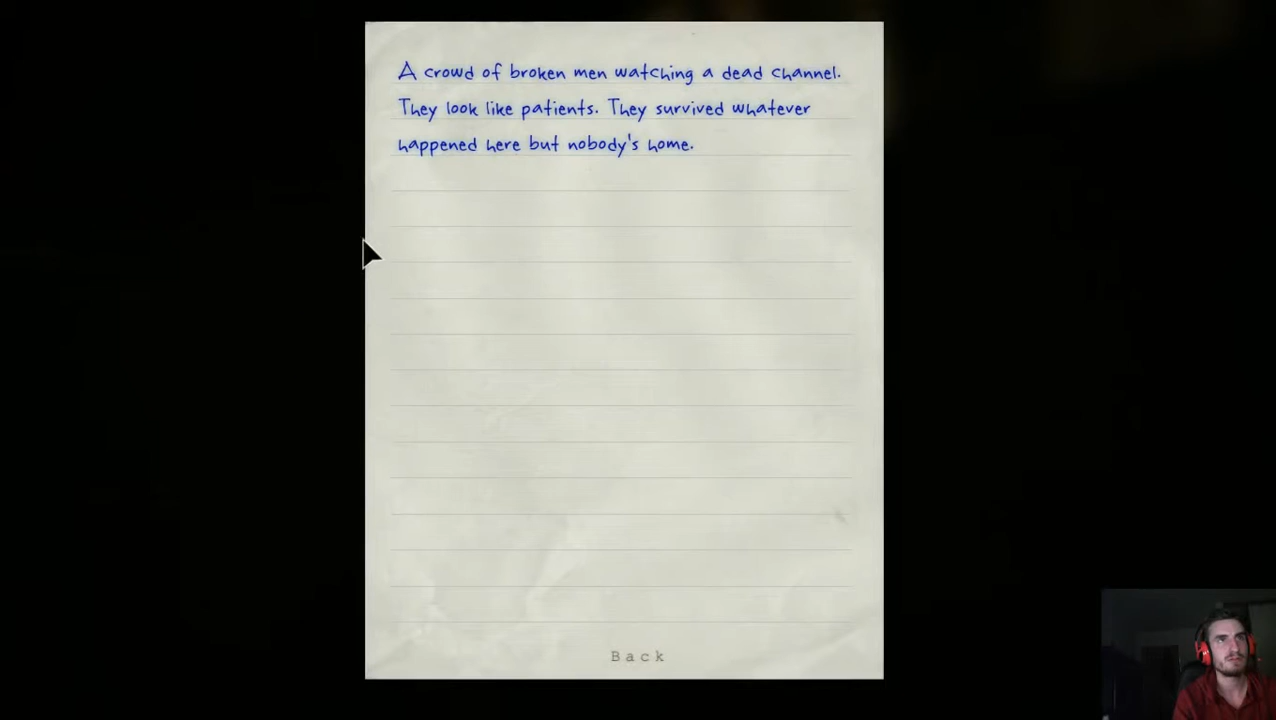 A crowd of broken men watching a dead channel.
They look like patients. They survived whatever
happened here but nobody's home.
Back